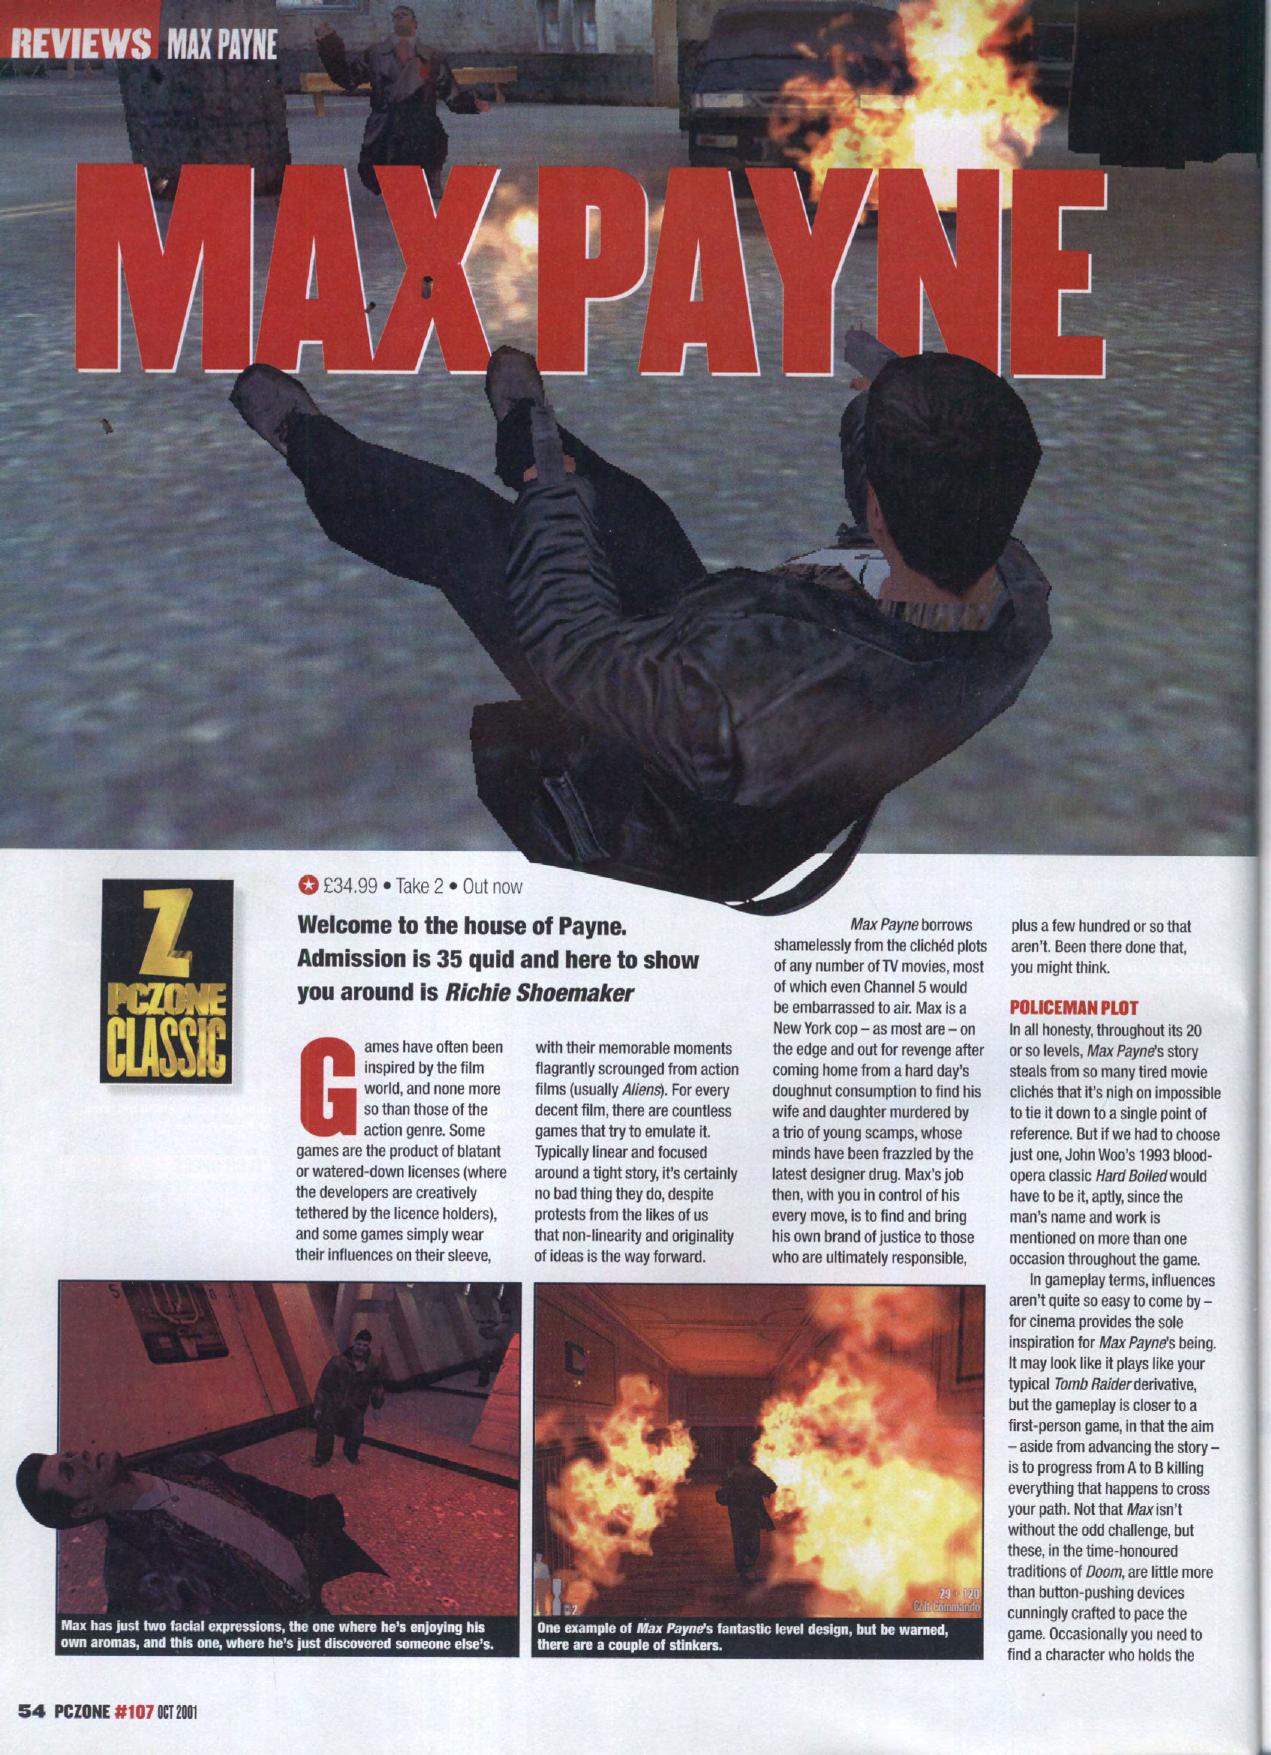 REVIEWS MAX PAYNE
MAX PAYNE
Z
PCZONE
CLASSIC
£34.99 • Take 2 • Out now
Welcome to the house of Payne.
Admission is 35 quid and here to show
you around is Richie Shoemaker
Games have often been
inspired by the film
world, and none more
so than those of the
action genre. Some
games are the product of blatant
or watered-down licenses (where
the developers are creatively
tethered by the licence holders),
and some games simply wear
their influences on their sleeve,
with their memorable moments
flagrantly scrounged from action
films (usually Aliens). For every
decent film, there are countless
games that try to emulate it.
Typically linear and focused
around a tight story, it's certainly
no bad thing they do, despite
protests from the likes of us
that non-linearity and originality
of ideas is the way forward.
Max Payne borrows
shamelessly from the clichéd plots
of any number of TV movies, most
of which even Channel 5 would
be embarrassed to air. Max is a
New York cop – as most are – on
the edge and out for revenge after
coming home from a hard day's
doughnut consumption to find his
wife and daughter murdered by
a trio of young scamps, whose
minds have been frazzled by the
latest designer drug. Max's job
then, with you in control of his
every move, is to find and bring
his own brand of justice to those
who are ultimately responsible,
plus a few hundred or so that
aren't. Been there done that,
you might think.
POLICEMAN PLOT
In all honesty, throughout its 20
or so levels, Max Payne's story
steals from so many tired movie
clichés that it's nigh on impossible
to tie it down to a single point of
reference. But if we had to choose
just one, John Woo's 1993 blood-
opera classic Hard Boiled would
have to be it, aptly, since the
man's name and work is
mentioned on more than one
occasion throughout the game.
In gameplay terms, influences
aren't quite so easy to come by –
for cinema provides the sole
inspiration for Max Payne's being.
It may look like it plays like your
typical Tomb Raider derivative,
but the gameplay is closer to a
first-person game, in that the aim
– aside from advancing the story –
is to progress from A to B killing
everything that happens to cross
your path. Not that Max isn't
without the odd challenge, but
these, in the time-honoured
traditions of Doom, are little more
than button-pushing devices
cunningly crafted to pace the
game. Occasionally you need to
find a character who holds the
29 120
Colt Commando
2
Max has just two facial expressions, the one where he's enjoying his
own aromas, and this one, where he's just discovered someone else's.
One example of Max Payne's fantastic level design, but be warned,
there are a couple of stinkers.
54 PCZONE #107 OCT 2001